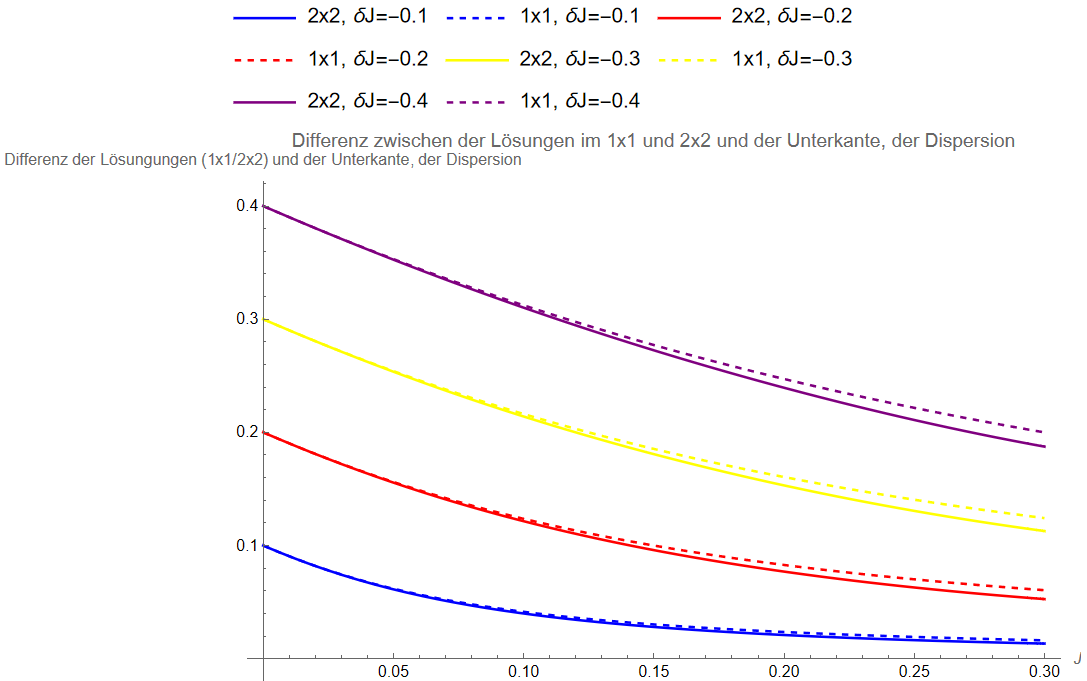 2x2, δJ=−0.1 1x1, δJ=−0.1 2x2, δJ=−0.2
1x1, δJ=−0.2 2x2, δJ=−0.3 1x1, δJ=−0.3
2x2, δJ=−0.4 1x1, δJ=−0.4
Differenz zwischen der Lösungen im 1x1 und 2x2 und der Unterkante, der Dispersion
Differenz der Lösungungen (1x1/2x2) und der Unterkante, der Dispersion
0.4
0.3
0.2
0.1
0.05 0.10 0.15 0.20 0.25 0.30
J